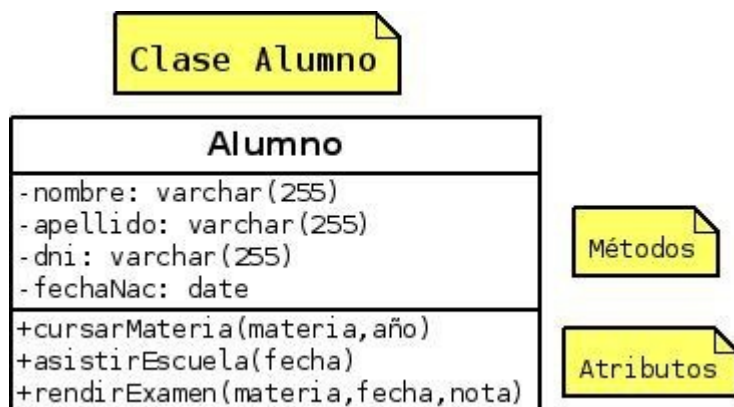 Clase Alumno
Alumno
-nombre: varchar(255)
-apellido: varchar(255)
-dni: varchar(255)
-fechaNac: date
Métodos
+cursarMateria(materia,año)
+asistirEscuela(fecha)
+rendirExamen(materia,fecha,nota)
Atributos